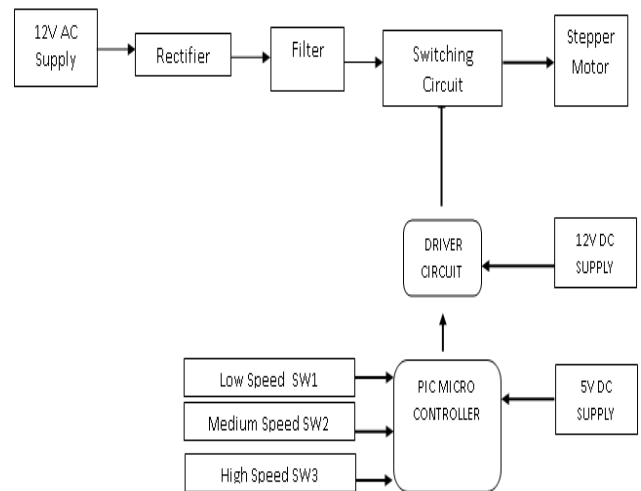 12V AC
Supply
Rectifier
Filter
Switching
Circuit
Stepper
Motor
DRIVER
CIRCUIT
12V DC
SUPPLY
Low Speed SW1
Medium Speed SW2
High Speed SW3
PIC MICRO
CONTROLLER
5V DC
SUPPLY